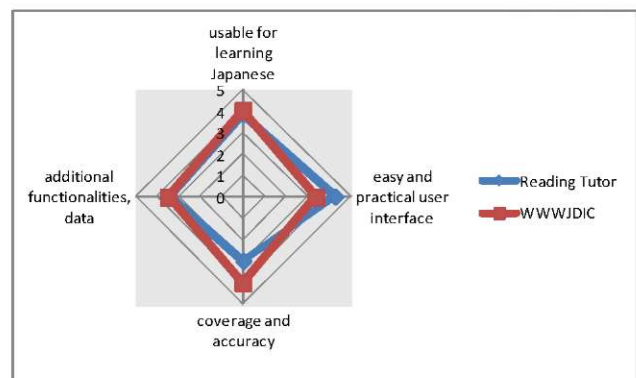 usable for
learning
Japanese
5
4
3
2
1
0
additional
functionalities,
data
easy and
practical user
interface
coverage and
accuracy
Reading Tutor
WWWJDIC